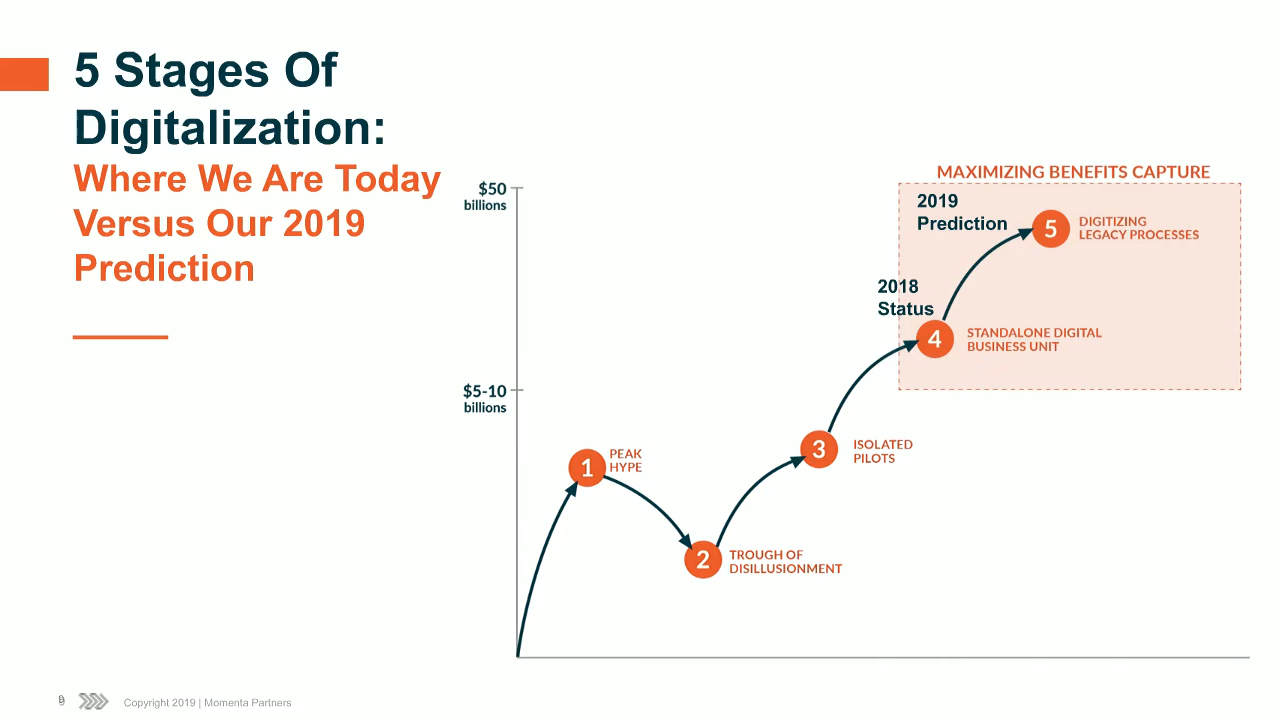 5 Stages Of
Digitalization:
Where We Are Today
Versus Our 2019
Prediction
$50
billions
$5-10
billions
MAXIMIZING BENEFITS CAPTURE
2019
Prediction
5
DIGITIZING
LEGACY PROCESSES
2018
Status
4
STANDALONE DIGITAL
BUSINESS UNIT
3
ISOLATED
PILOTS
1
PEAK
HYPE
2
TROUGH OF
DISILLUSIONMENT
9
Copyright 2019 | Momenta Partners